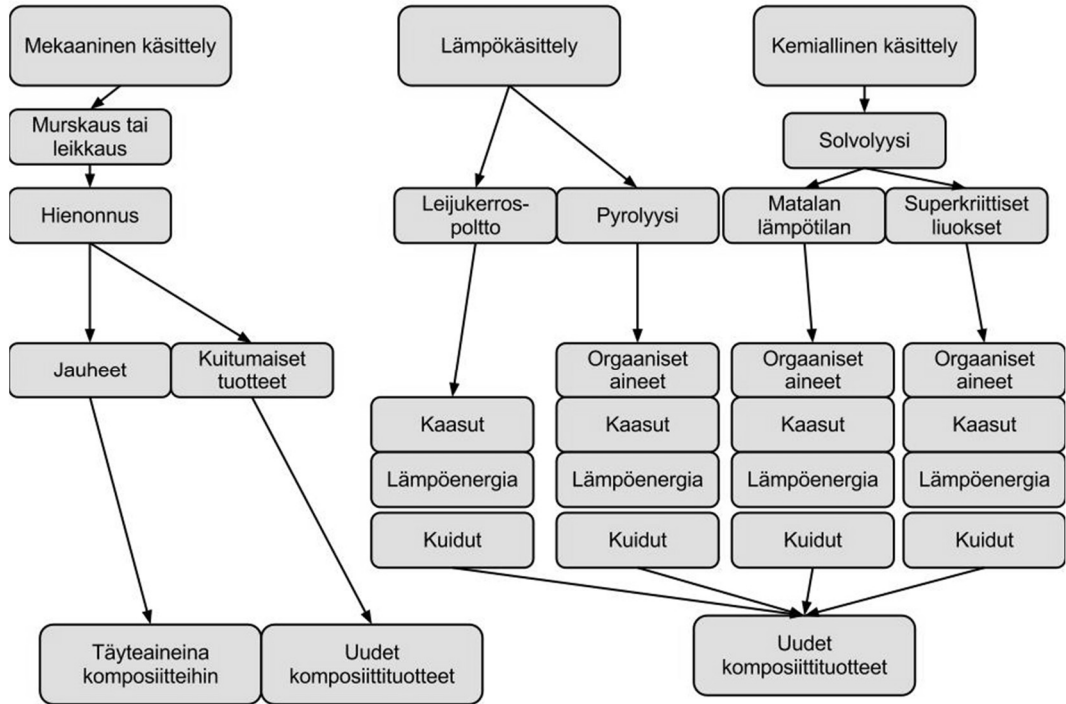 Mekaaninen käsittely
Lämpökäsittely
Kemiallinen käsittely
Murskaus tai
leikkaus
Solvolyysi
Hienonnus
Leijukerros-
poltto
Pyrolyysi
Matalan
lämpötilan
Superkriittiset
liuokset
Jauheet
Kuitumaiset
tuotteet
Orgaaniset
aineet
Orgaaniset
aineet
Orgaaniset
aineet
Kaasut
Kaasut
Kaasut
Kaasut
Lämpöenergia
Lämpöenergia
Lämpöenergia
Lämpöenergia
Kuidut
Kuidut
Kuidut
Kuidut
Täyteaineina
komposiitteihin
Uudet
komposiittituotteet
Uudet
komposiittituotteet